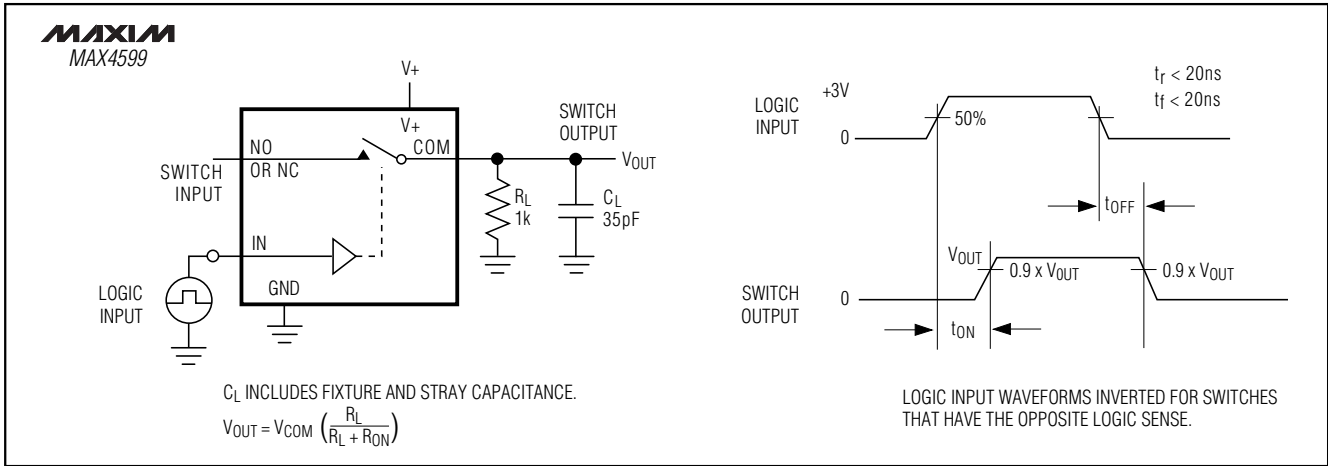 MAXIM
MAX4599
V+
V+
NO
OR NC
COM
SWITCH
INPUT
SWITCH
OUTPUT
VOUT
RL
1k
CL
35pF
IN
GND
LOGIC
INPUT
CL INCLUDES FIXTURE AND STRAY CAPACITANCE.
VOUT = VCOM (RL / RL + RON)
LOGIC
INPUT
+3V
0
50%
tr < 20ns
tf < 20ns
tOFF
VOUT
0.9 x VOUT
0.9 x VOUT
SWITCH
OUTPUT
0
tON
LOGIC INPUT WAVEFORMS INVERTED FOR SWITCHES
THAT HAVE THE OPPOSITE LOGIC SENSE.